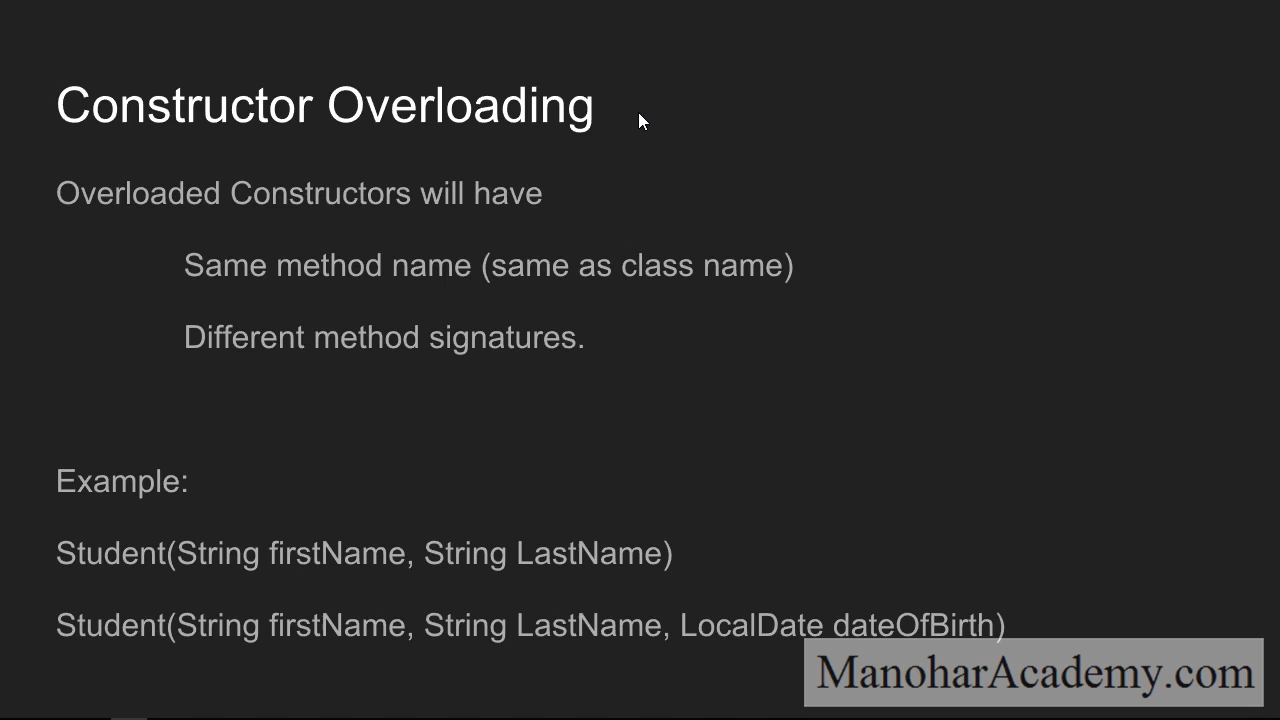 Constructor Overloading
Overloaded Constructors will have
Same method name (same as class name)
Different method signatures.
Example:
Student(String firstName, String LastName)
Student(String firstName, String LastName, LocalDate dateOfBirth)
ManoharAcademy.com